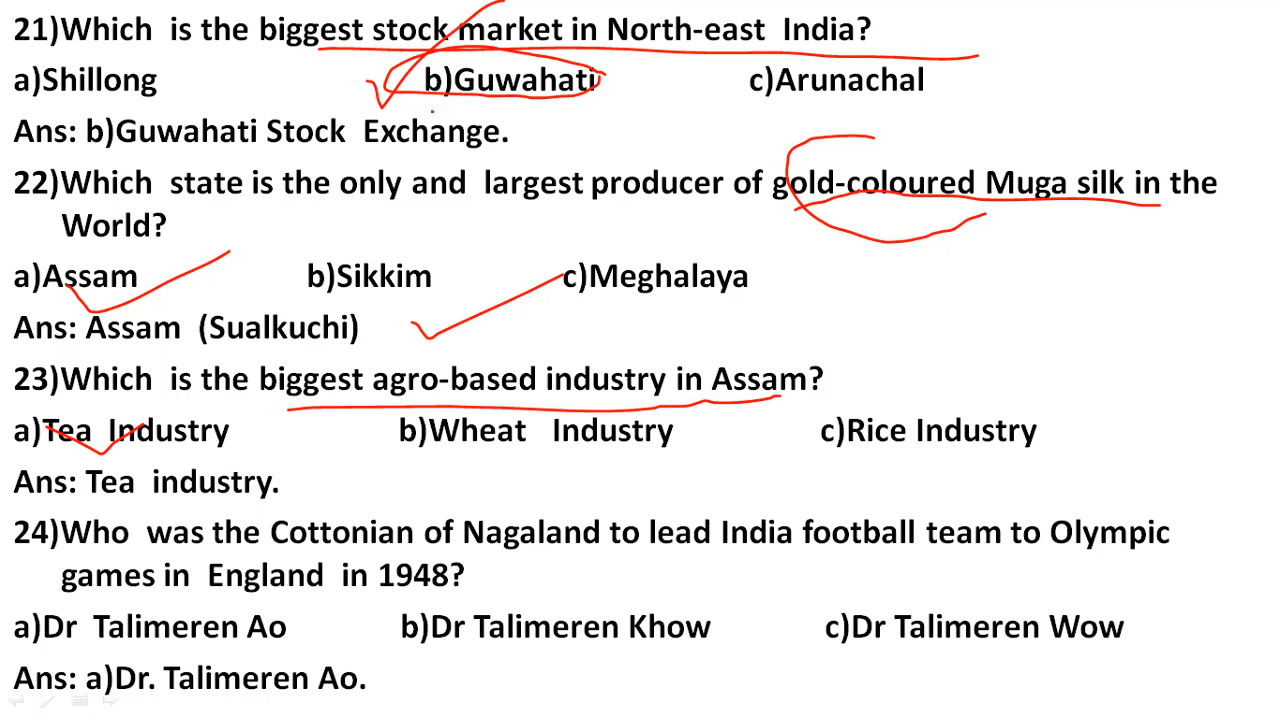 21)Which is the biggest stock market in North-east India?
a)Shillong b)Guwahati c)Arunachal
Ans: b)Guwahati Stock Exchange.
22)Which state is the only and largest producer of gold-coloured Muga silk in the
World?
a)Assam b)Sikkim c)Meghalaya
Ans: Assam (Sualkuchi)
23)Which is the biggest agro-based industry in Assam?
a)Tea Industry b)Wheat Industry c)Rice Industry
Ans: Tea industry.
24)Who was the Cottonian of Nagaland to lead India football team to Olympic
games in England in 1948?
a)Dr Talimeren Ao b)Dr Talimeren Khow c)Dr Talimeren Wow
Ans: a)Dr. Talimeren Ao.